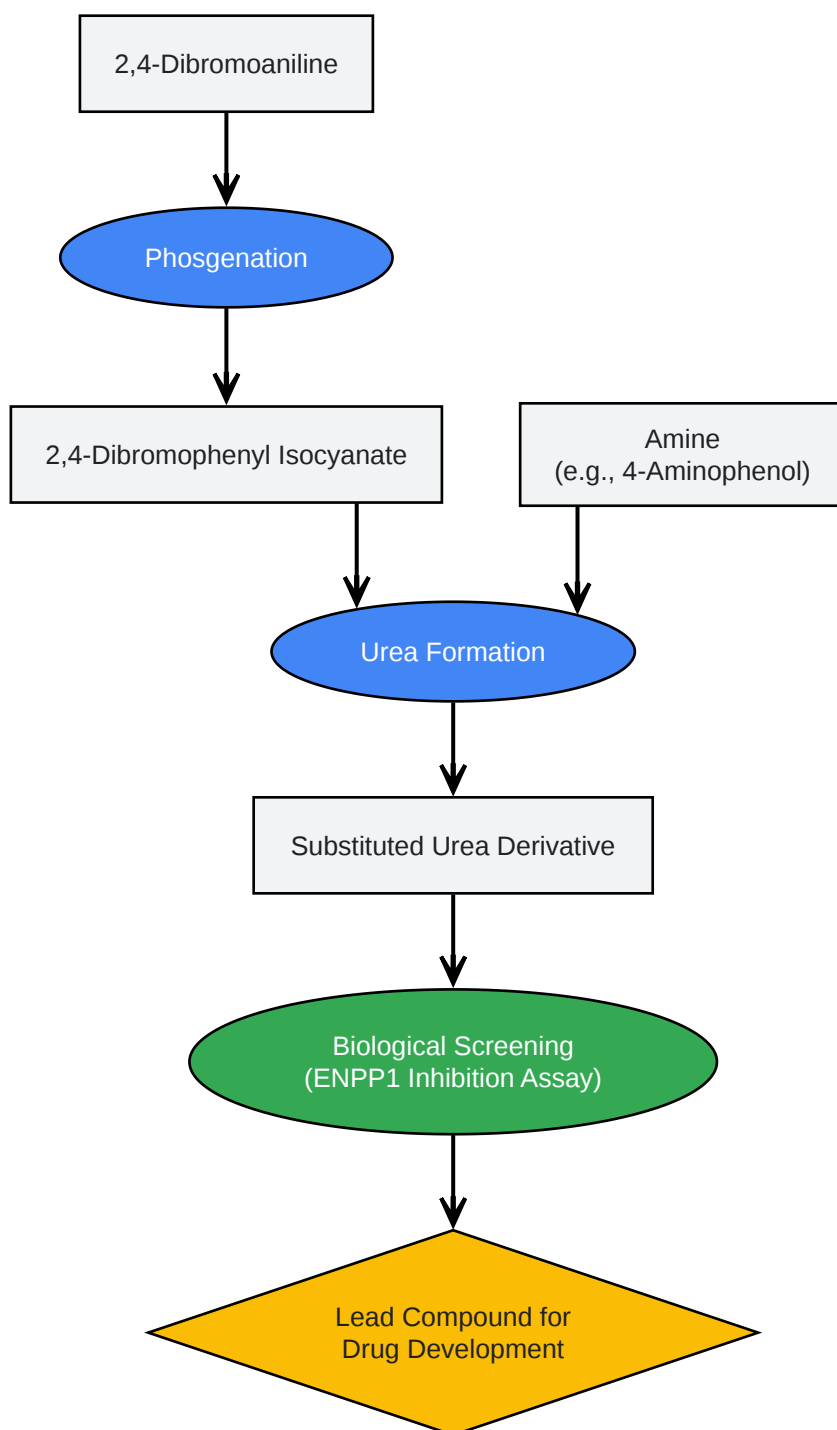 2,4-Dibromoaniline
Phosgenation
2,4-Dibromophenyl Isocyanate
Amine
(e.g., 4-Aminophenol)
Urea Formation
Substituted Urea Derivative
Biological Screening
(ENPP1 Inhibition Assay)
Lead Compound for
Drug Development